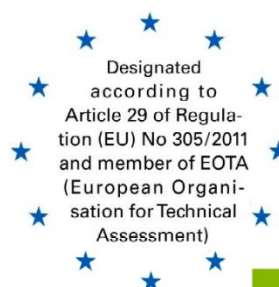 Designated
according to
Article 29 of Regula-
tion (EU) No 305/2011
and member of EOTA
(European Organi-
sation for Technical
Assessment)